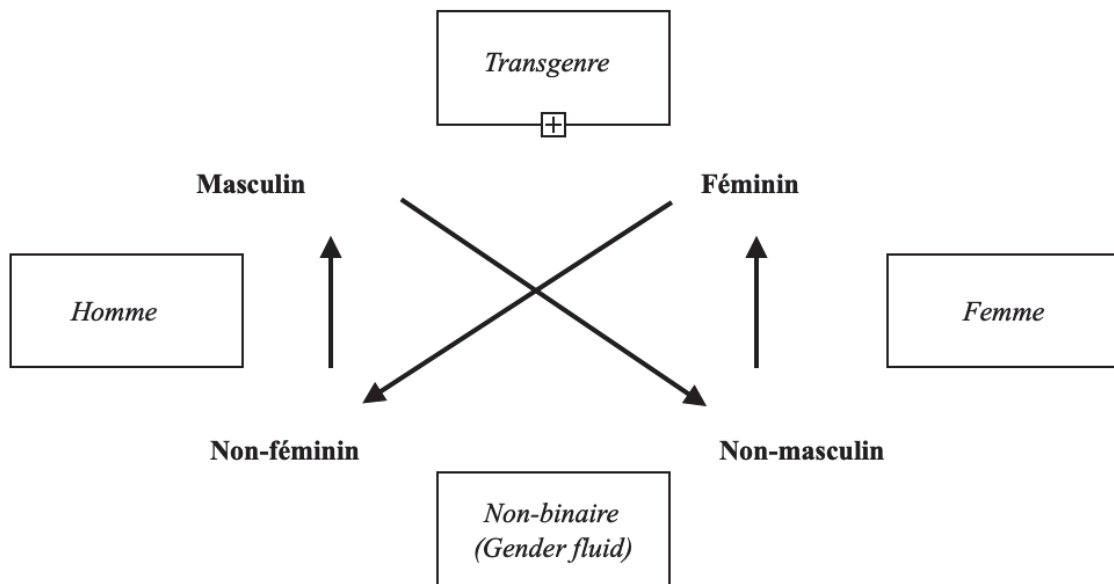 Transgenre
Masculin
Féminin
Homme
Femme
Non-féminin
Non-masculin
Non-binaire
(Gender fluid)